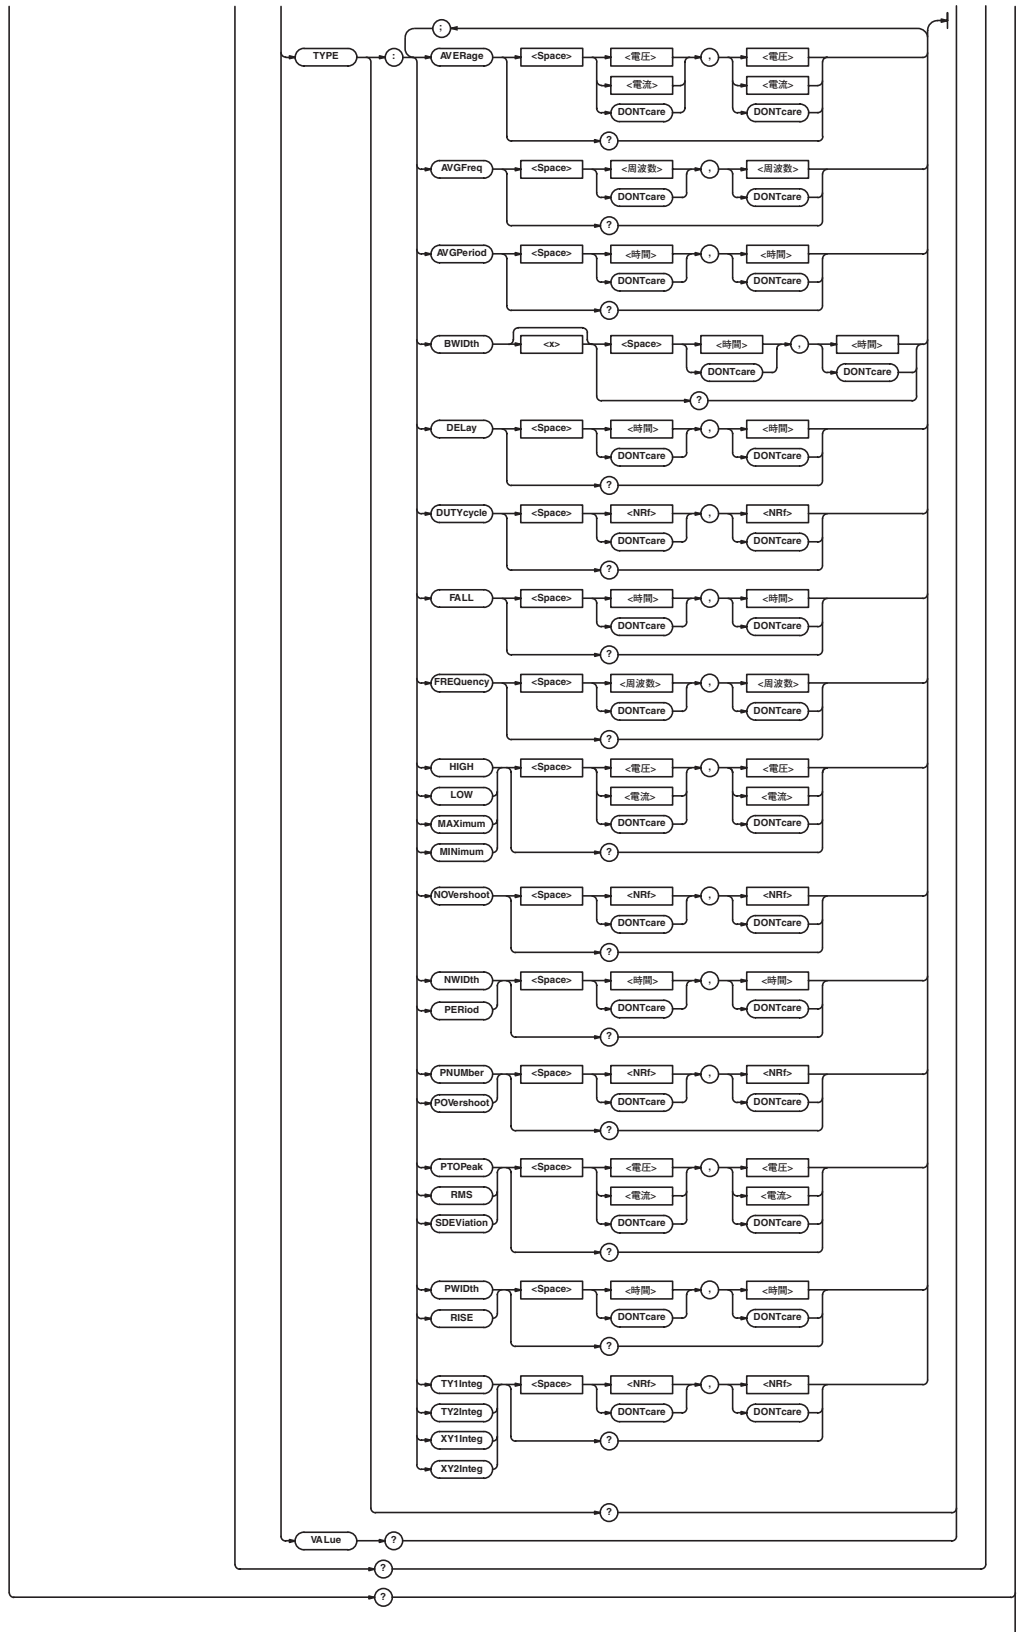 ;
TYPE : AVERage <Space> <電圧> , <電圧>
<電流> <電流>
DONTcare DONTcare
?
AVGFreq <Space> <周波数> , <周波数>
DONTcare DONTcare
?
AVGPeriod <Space> <時間> , <時間>
DONTcare DONTcare
?
BWIDth <x> <Space> <時間> , <時間>
DONTcare DONTcare
?
DELay <Space> <時間> , <時間>
DONTcare DONTcare
?
DUTYcycle <Space> <NRf> , <NRf>
DONTcare DONTcare
?
FALL <Space> <時間> , <時間>
DONTcare DONTcare
?
FREQuency <Space> <周波数> , <周波数>
DONTcare DONTcare
?
HIGH <Space> <電圧> , <電圧>
LOW <電流> <電流>
MAXimum DONTcare DONTcare
MINimum ?
NOVershoot <Space> <NRf> , <NRf>
DONTcare DONTcare
?
NWIDth <Space> <時間> , <時間>
PERiod DONTcare DONTcare
?
PNUMber <Space> <NRf> , <NRf>
POVershoot DONTcare DONTcare
?
PTOPeak <Space> <電圧> , <電圧>
RMS <電流> <電流>
SDEViation DONTcare DONTcare
?
PWIDth <Space> <時間> , <時間>
RISE DONTcare DONTcare
?
TY1Integ <Space> <NRf> , <NRf>
TY2Integ DONTcare DONTcare
XY1Integ ?
XY2Integ
?
VALue ?
?
?